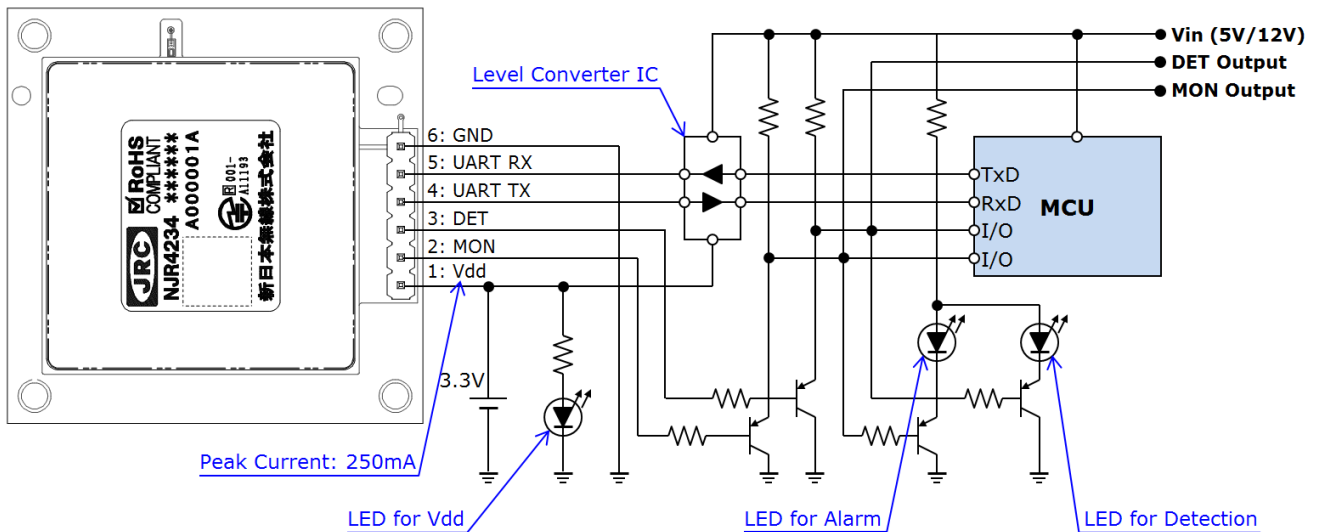 Vin (5V/12V)
DET Output
MON Output
Level Converter IC
6: GND
5: UART RX
4: UART TX
3: DET
2: MON
1: Vdd
TxD
RxD
I/O
I/O
MCU
JRC
RoHS
COMPLIANT
NJR4234 ******
A000001A
R 001-
A11193
新日本無線株式会社
3.3V
Peak Current: 250mA
LED for Vdd
LED for Alarm
LED for Detection